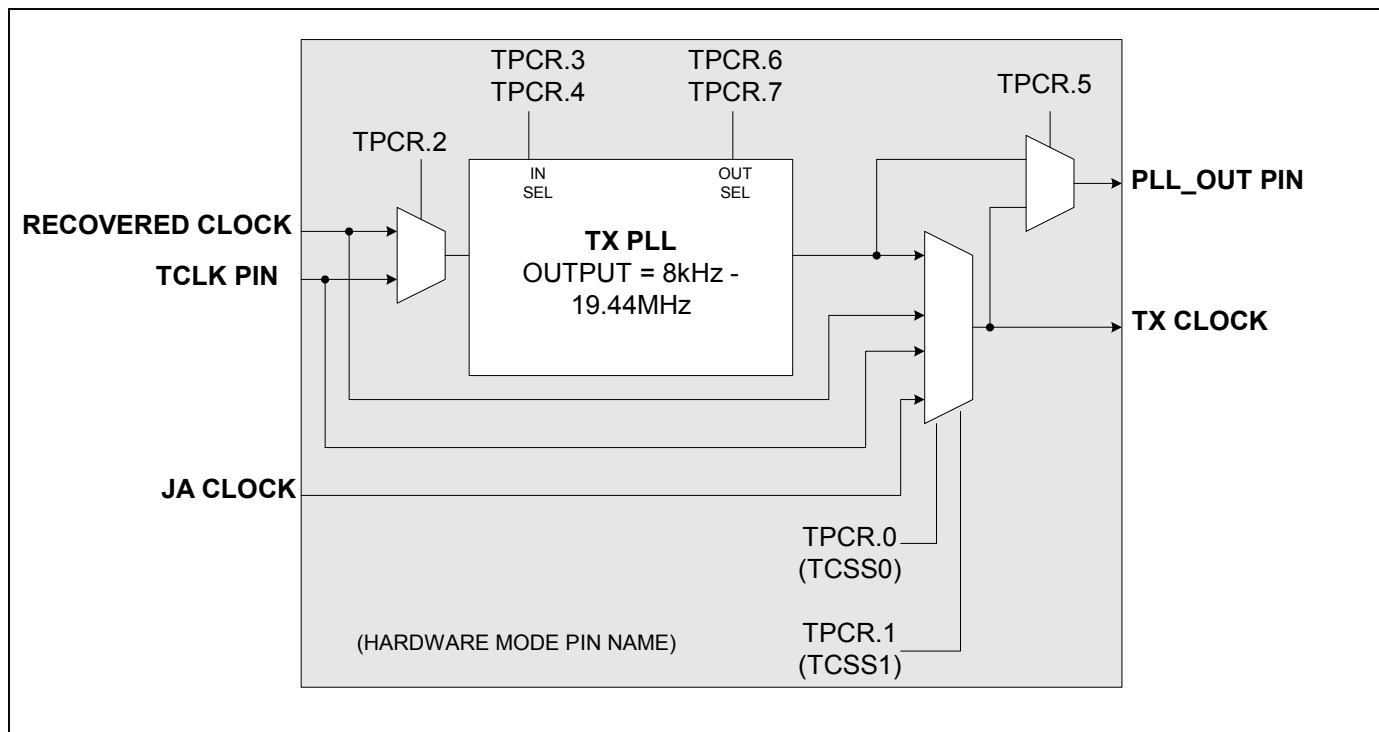 TPCR.3
TPCR.4
TPCR.6
TPCR.7
TPCR.5
TPCR.2
IN
SEL
OUT
SEL
PLL_OUT PIN
RECOVERED CLOCK
TX PLL
OUTPUT = 8kHz -
19.44MHz
TCLK PIN
TX CLOCK
JA CLOCK
TPCR.0
(TCSS0)
TPCR.1
(TCSS1)
(HARDWARE MODE PIN NAME)